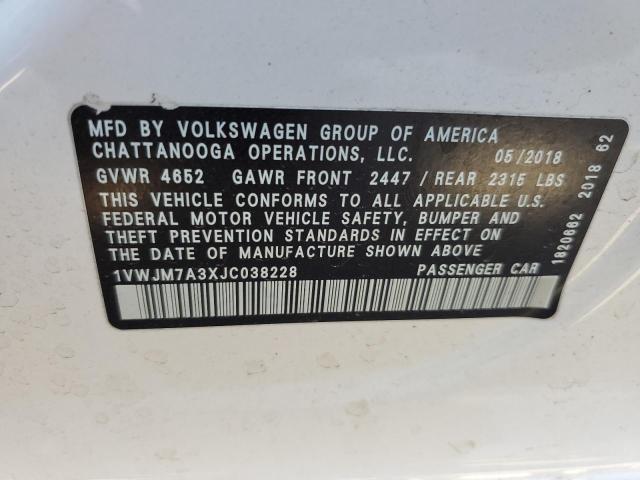 MFD BY VOLKSWAGEN GROUP OF AMERICA
CHATTANOOGA OPERATIONS, LLC. 05/2018
GVWR 4652 GAWR FRONT 2447 / REAR 2315 LBS
THIS VEHICLE CONFORMS TO ALL APPLICABLE U.S.
FEDERAL MOTOR VEHICLE SAFETY, BUMPER AND
THEFT PREVENTION STANDARDS IN EFFECT ON
THE DATE OF MANUFACTURE SHOWN ABOVE
1VWJM7A3XJC038228 PASSENGER CAR
1820662 2018 62